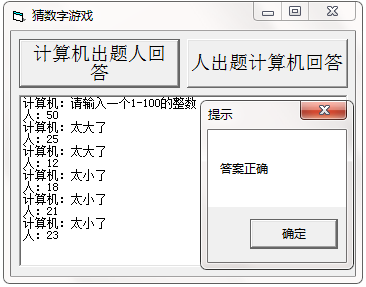 猜数字游戏
计算机出题人回
答
人出题计算机回答
计算机：请输入一个1-100的整数
人：50
计算机：太大了
人：25
计算机：太大了
人：12
计算机：太小了
人：18
计算机：太小了
人：21
计算机：太小了
人：23
提示
答案正确
确定